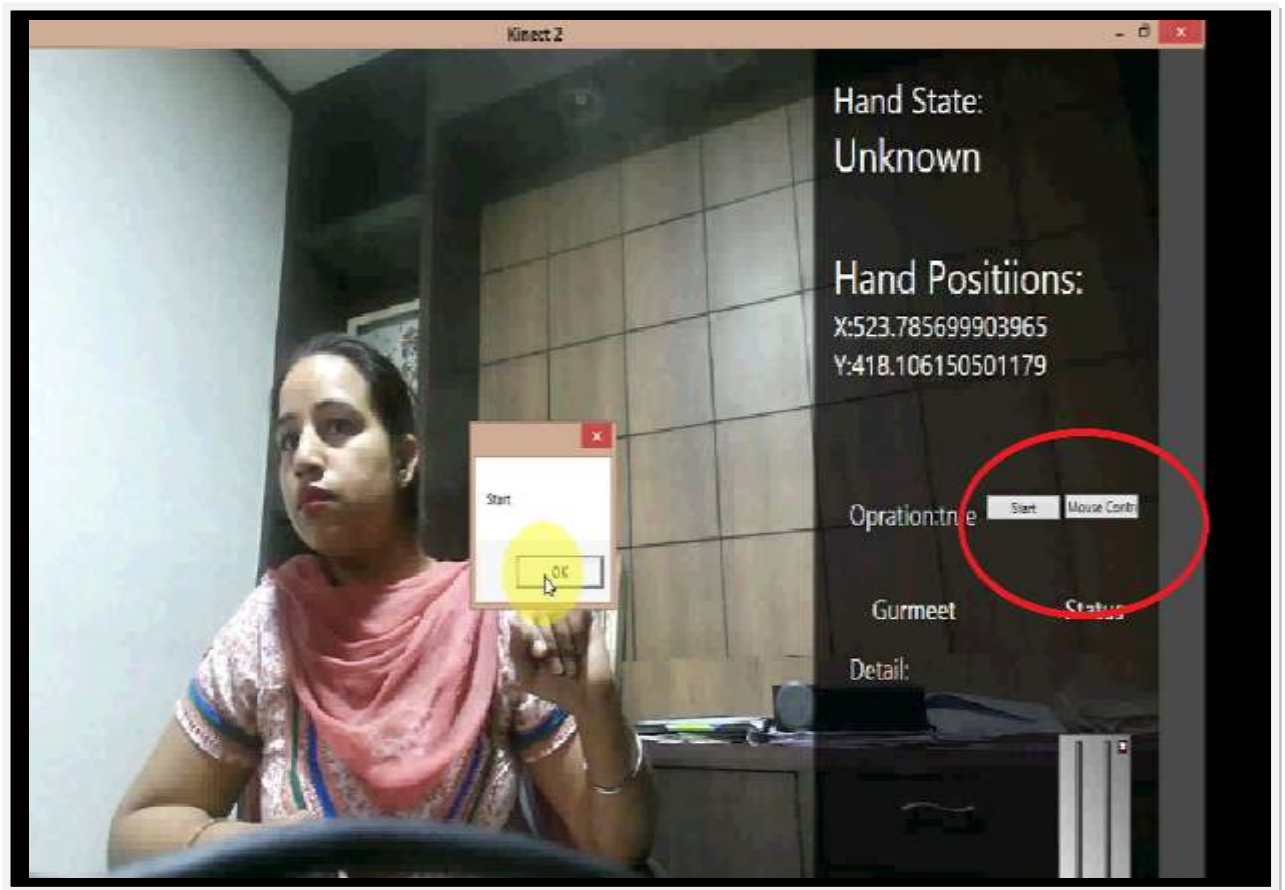 Kinect 2
Hand State:
Unknown
Hand Positiions:
X:523.785699903965
Y:418.106150501179
Start
OK
Opration:true
Start
Mouse Contr
Gurmeet
Status
Detail: